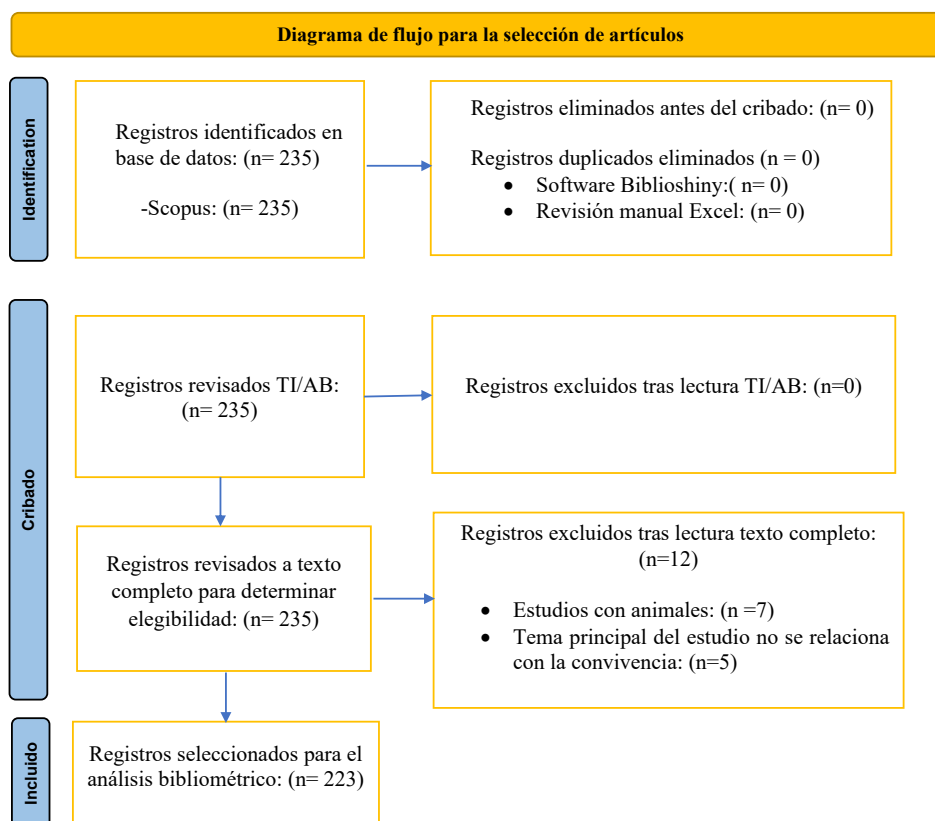 Diagrama de flujo para la selección de artículos
Identification
Registros identificados en
base de datos: (n= 235)
-Scopus: (n= 235)
Registros eliminados antes del cribado: (n= 0)
Registros duplicados eliminados (n = 0)
• Software Biblioshiny:( n= 0)
• Revisión manual Excel: (n= 0)
Cribado
Registros revisados TI/AB:
(n= 235)
Registros excluidos tras lectura TI/AB: (n=0)
Registros revisados a texto
completo para determinar
elegibilidad: (n= 235)
Registros excluidos tras lectura texto completo:
(n=12)
• Estudios con animales: (n =7)
• Tema principal del estudio no se relaciona
con la convivencia: (n=5)
Incluido
Registros seleccionados para el
análisis bibliométrico: (n= 223)